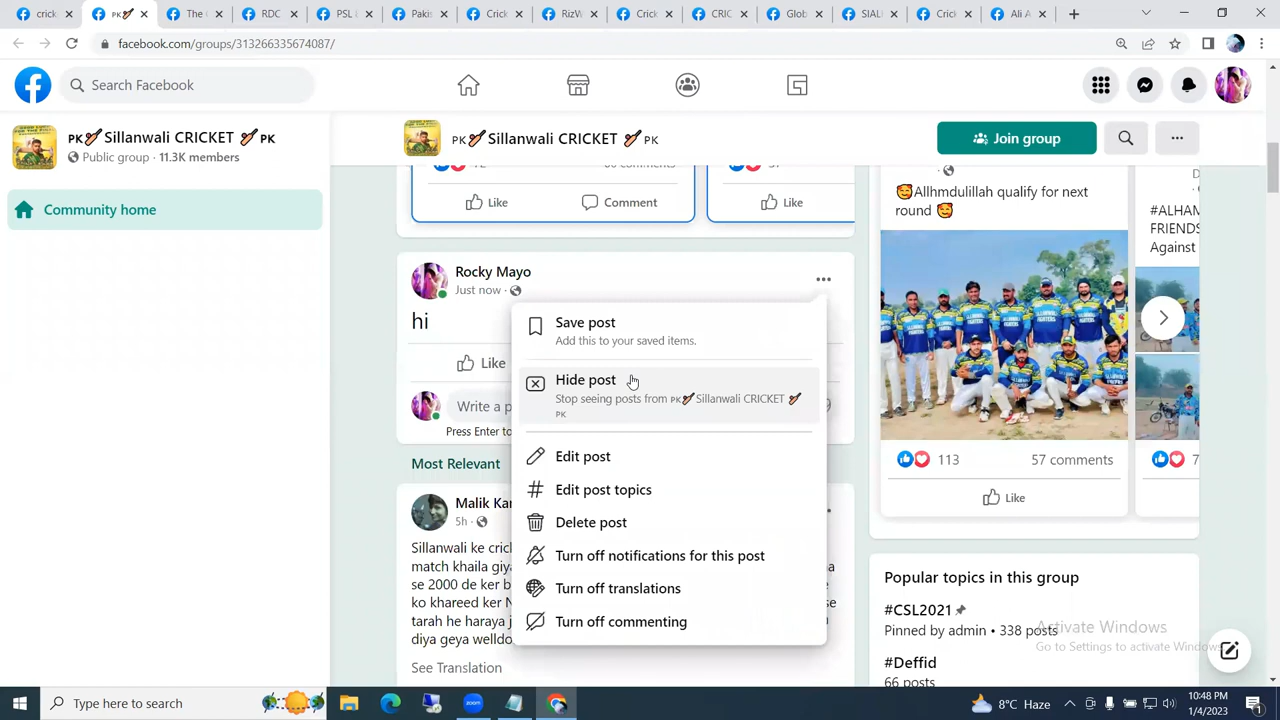 crick
PK
The C
RDC
PSL D
Pakis
Crick
RizW
Crick
CRIC
Glob
SIAL
Crick
Ali A
facebook.com/groups/313266335674087/
Search Facebook
PK🏏Sillanwali CRICKET 🏏PK
Public group · 11.3K members
Community home
PK🏏Sillanwali CRICKET 🏏PK
Join group
Like
Comment
Like
Rocky Mayo
Just now
hi
Like
Write a p
Press Enter to
Most Relevant
Save post
Add this to your saved items.
Hide post
Stop seeing posts from PK🏏Sillanwali CRICKET 🏏
PK
Edit post
Edit post topics
Delete post
Turn off notifications for this post
Turn off translations
Turn off commenting
Malik Kar
5h
Sillanwali ke crick
match khaila giya
se 2000 de ker b
ko khareed ker N
tarah he haraya j
diya geya welldo
See Translation
🥰Allhmdulillah qualify for next
round 🥰
113
57 comments
Like
#ALHAM
FRIENDS
Against
7
Popular topics in this group
#CSL2021
Pinned by admin • 338 posts
#Deffid
66 posts
Activate Windows
Go to Settings to activate Windows.
Type here to search
zoom
8°C Haze
10:48 PM
1/4/2023
1